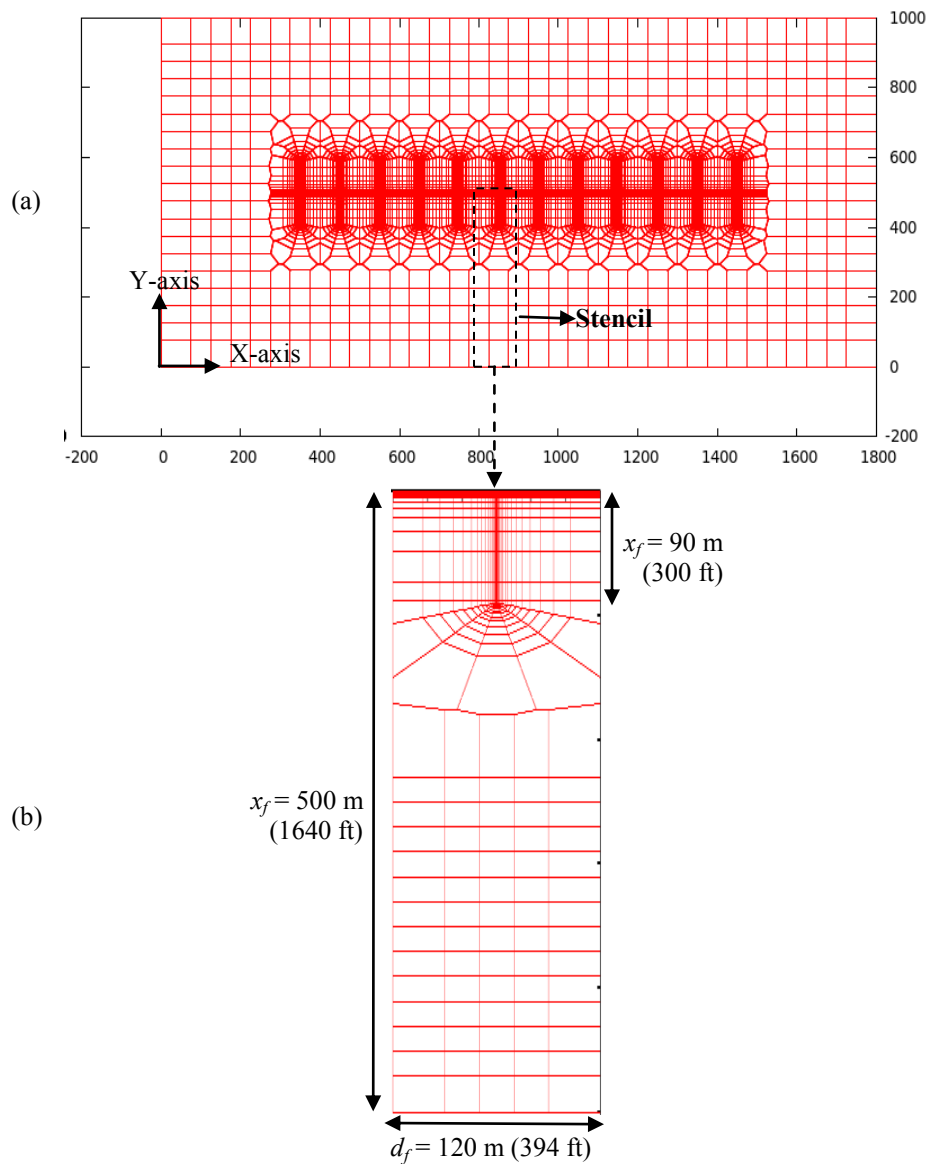 1000
800
600
400
200
0
-200
(a)
Y-axis
X-axis
Stencil
-200 0 200 400 600 800 1000 1200 1400 1600 1800
x_f = 90 m
(300 ft)
x_f = 500 m
(1640 ft)
(b)
d_f = 120 m (394 ft)